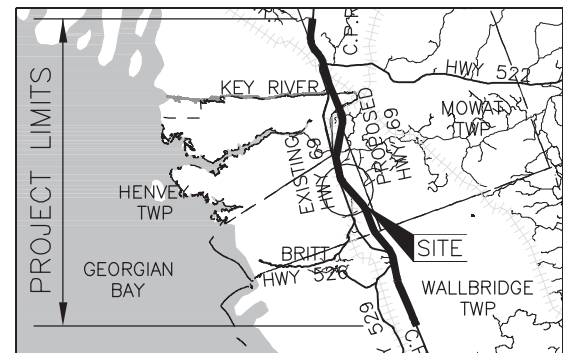 C.P.R.
HWY 522
KEY RIVER
PROJECT LIMITS
MOWAT
TWP
EXISTING
HWY 69
PROPOSED
HWY 69
HENVEY
TWP
SITE
BRITT
HWY 526
GEORGIAN
BAY
WALLBRIDGE
TWP
529